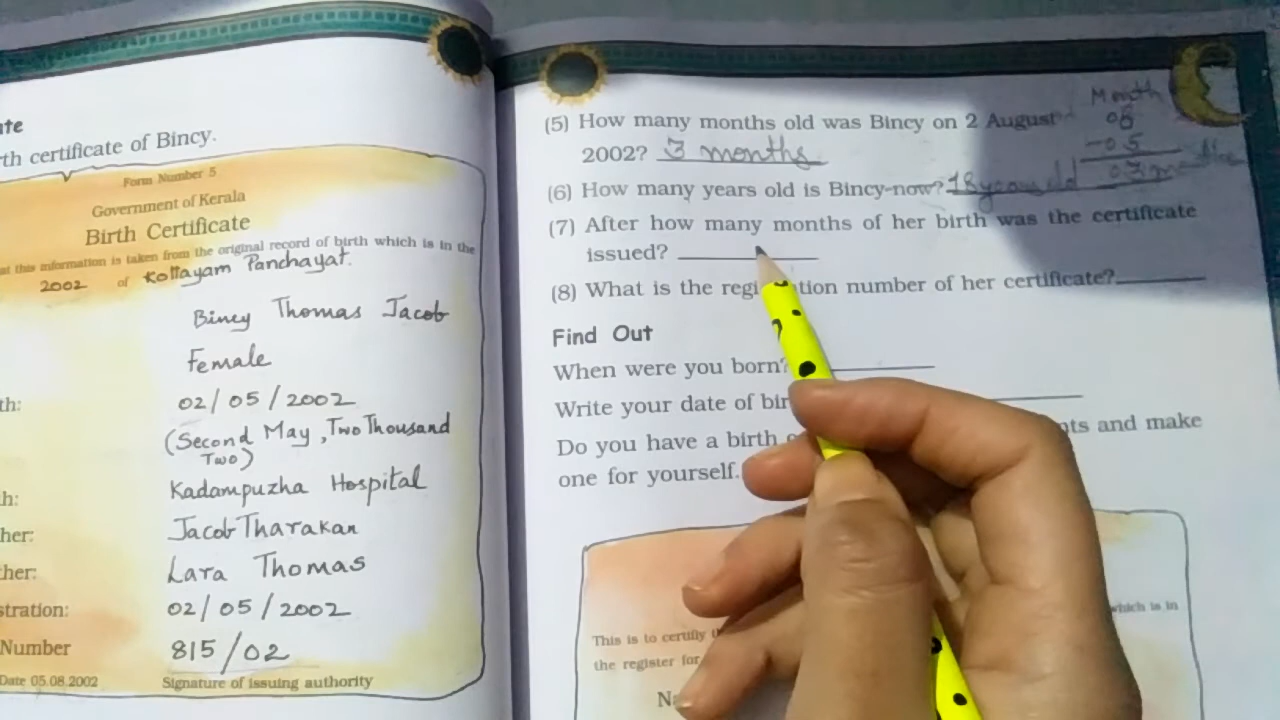 ate
rth certificate of Bincy.
Form Number 5
Government of Kerala
Birth Certificate
at this information is taken from the original record of birth which is in the
2002 of Kottayam Panchayat.
Bincy Thomas Jacob
Female
th: 02/05/2002
(Second May, Two Thousand
Two)
h: Kadampuzha Hospital
her: Jacob Tharakan
her: Lara Thomas
stration: 02/05/2002
Number 815/02
Date 05.08.2002 Signature of issuing authority
Month
08
-05
03 months
(5) How many months old was Bincy on 2 August
2002? 3 months
(6) How many years old is Bincy now? 18 years old
(7) After how many months of her birth was the certificate
issued?
(8) What is the regi tion number of her certificate?
Find Out
When were you born?
Write your date of bir
Do you have a birth nts and make
one for yourself.
This is to certify which is in
the register for
Na